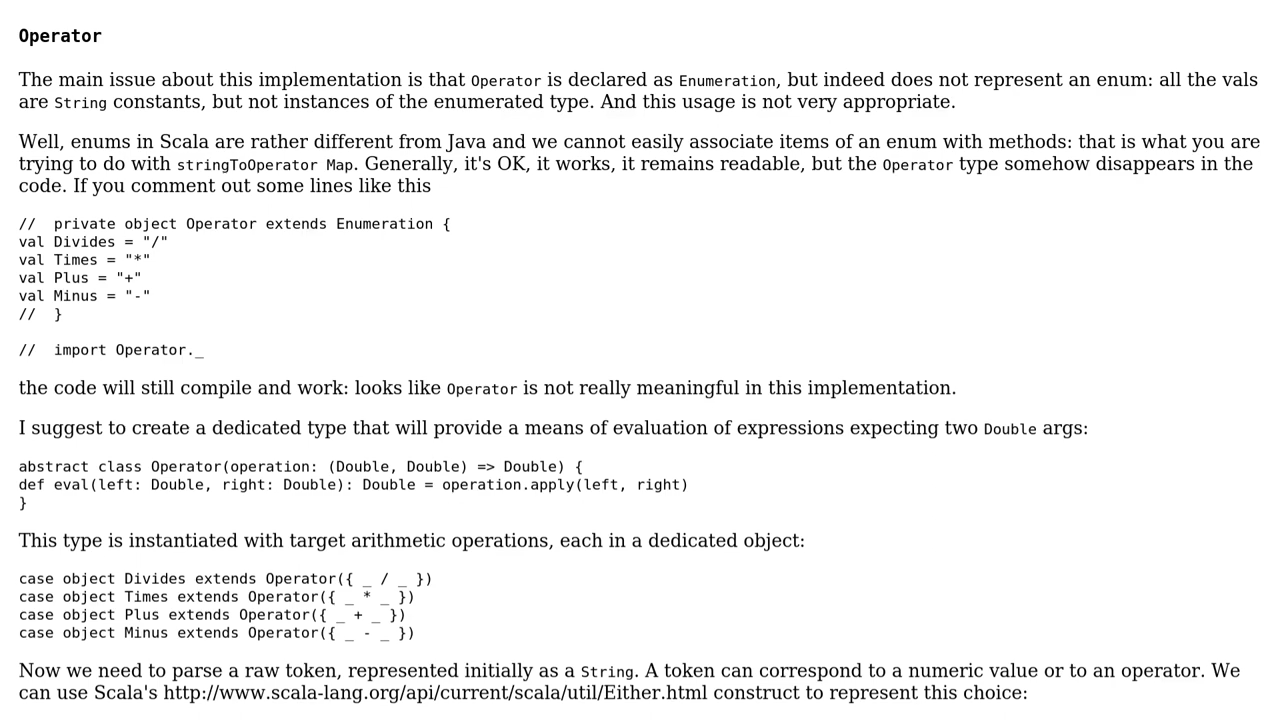 Operator
The main issue about this implementation is that Operator is declared as Enumeration, but indeed does not represent an enum: all the vals
are String constants, but not instances of the enumerated type. And this usage is not very appropriate.
Well, enums in Scala are rather different from Java and we cannot easily associate items of an enum with methods: that is what you are
trying to do with stringToOperator Map. Generally, it's OK, it works, it remains readable, but the Operator type somehow disappears in the
code. If you comment out some lines like this
//  private object Operator extends Enumeration {
val Divides = "/"
val Times = "*"
val Plus = "+"
val Minus = "-"
//  }
//  import Operator._
the code will still compile and work: looks like Operator is not really meaningful in this implementation.
I suggest to create a dedicated type that will provide a means of evaluation of expressions expecting two Double args:
abstract class Operator(operation: (Double, Double) => Double) {
def eval(left: Double, right: Double): Double = operation.apply(left, right)
}
This type is instantiated with target arithmetic operations, each in a dedicated object:
case object Divides extends Operator({ _ / _ })
case object Times extends Operator({ _ * _ })
case object Plus extends Operator({ _ + _ })
case object Minus extends Operator({ _ - _ })
Now we need to parse a raw token, represented initially as a String. A token can correspond to a numeric value or to an operator. We
can use Scala's http://www.scala-lang.org/api/current/scala/util/Either.html construct to represent this choice: